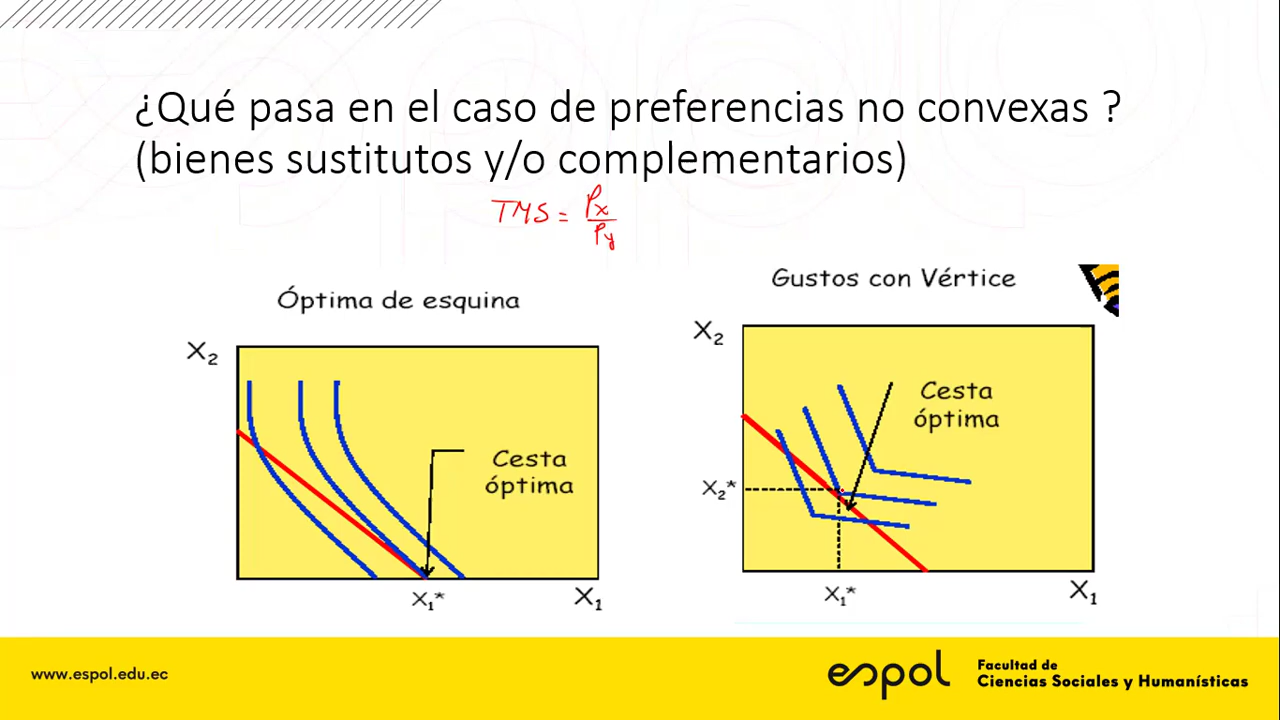 ¿Qué pasa en el caso de preferencias no convexas ?
(bienes sustitutos y/o complementarios)
TMS = Px
Py
Óptima de esquina
X2
Cesta
óptima
X1*
X1
Gustos con Vértice
X2
Cesta
óptima
X2*
X1*
X1
www.espol.edu.ec
espol
Facultad de
Ciencias Sociales y Humanísticas